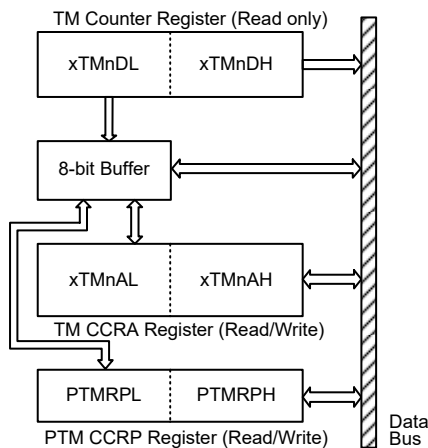 TM Counter Register (Read only)
xTMnDL xTMnDH
8-bit Buffer
xTMnAL xTMnAH
TM CCRA Register (Read/Write)
PTMRPL PTMRPH
PTM CCRP Register (Read/Write)
Data
Bus